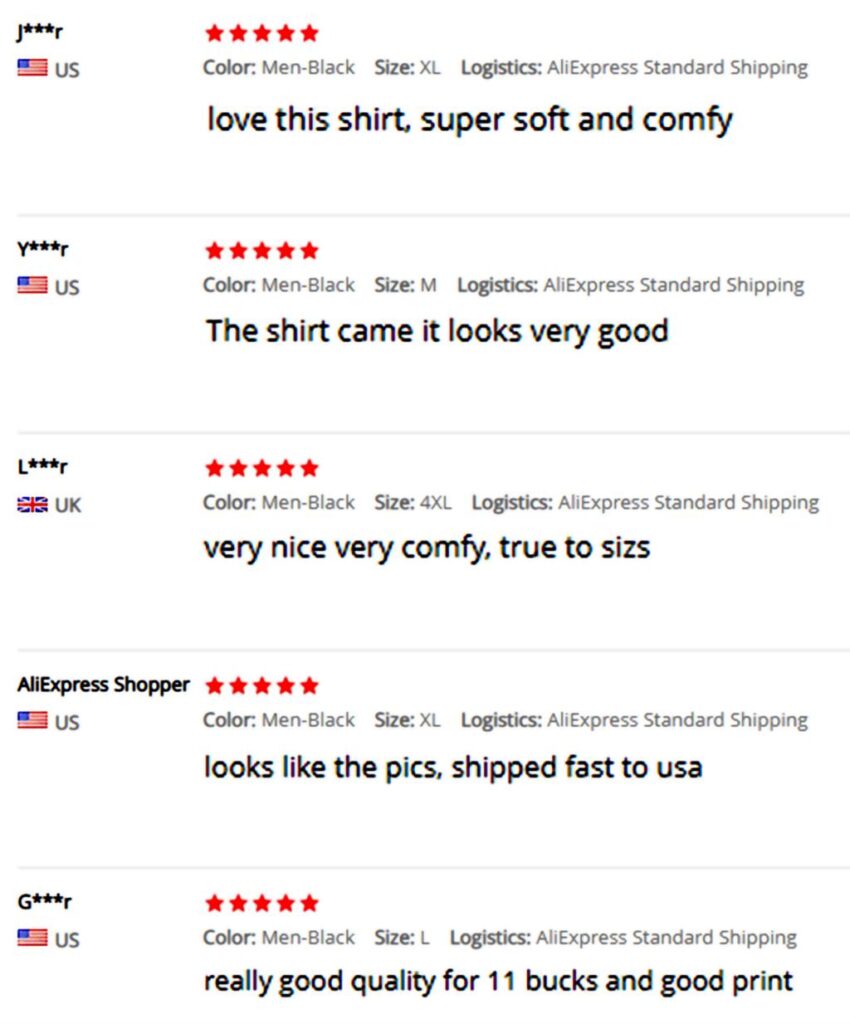 J***r
US
Color: Men-Black Size: XL Logistics: AliExpress Standard Shipping
love this shirt, super soft and comfy
Y***r
US
Color: Men-Black Size: M Logistics: AliExpress Standard Shipping
The shirt came it looks very good
L***r
UK
Color: Men-Black Size: 4XL Logistics: AliExpress Standard Shipping
very nice very comfy, true to sizs
AliExpress Shopper
US
Color: Men-Black Size: XL Logistics: AliExpress Standard Shipping
looks like the pics, shipped fast to usa
G***r
US
Color: Men-Black Size: L Logistics: AliExpress Standard Shipping
really good quality for 11 bucks and good print